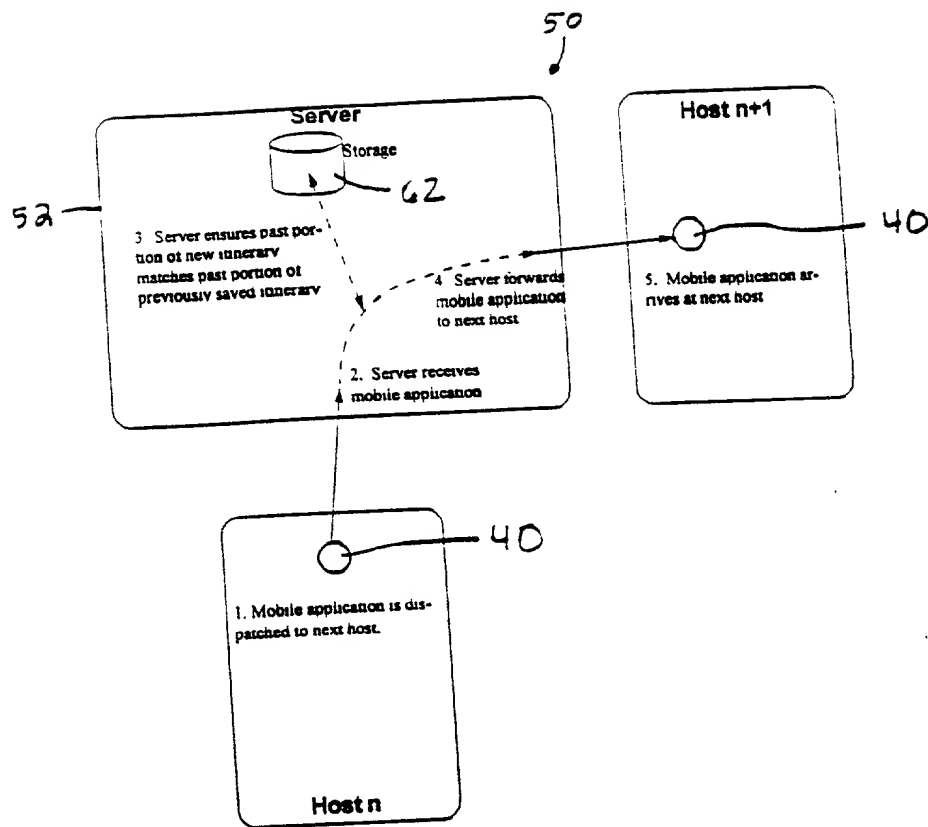 50
Server
Storage
62
52
3 Server ensures past por-
tion of new itinerary
matches past portion of
previously saved itinerary
4 Server forwards
mobile application
to next host
2. Server receives
mobile application
Host n+1
40
5. Mobile application ar-
rives at next host
40
1. Mobile application is dis-
patched to next host.
Host n